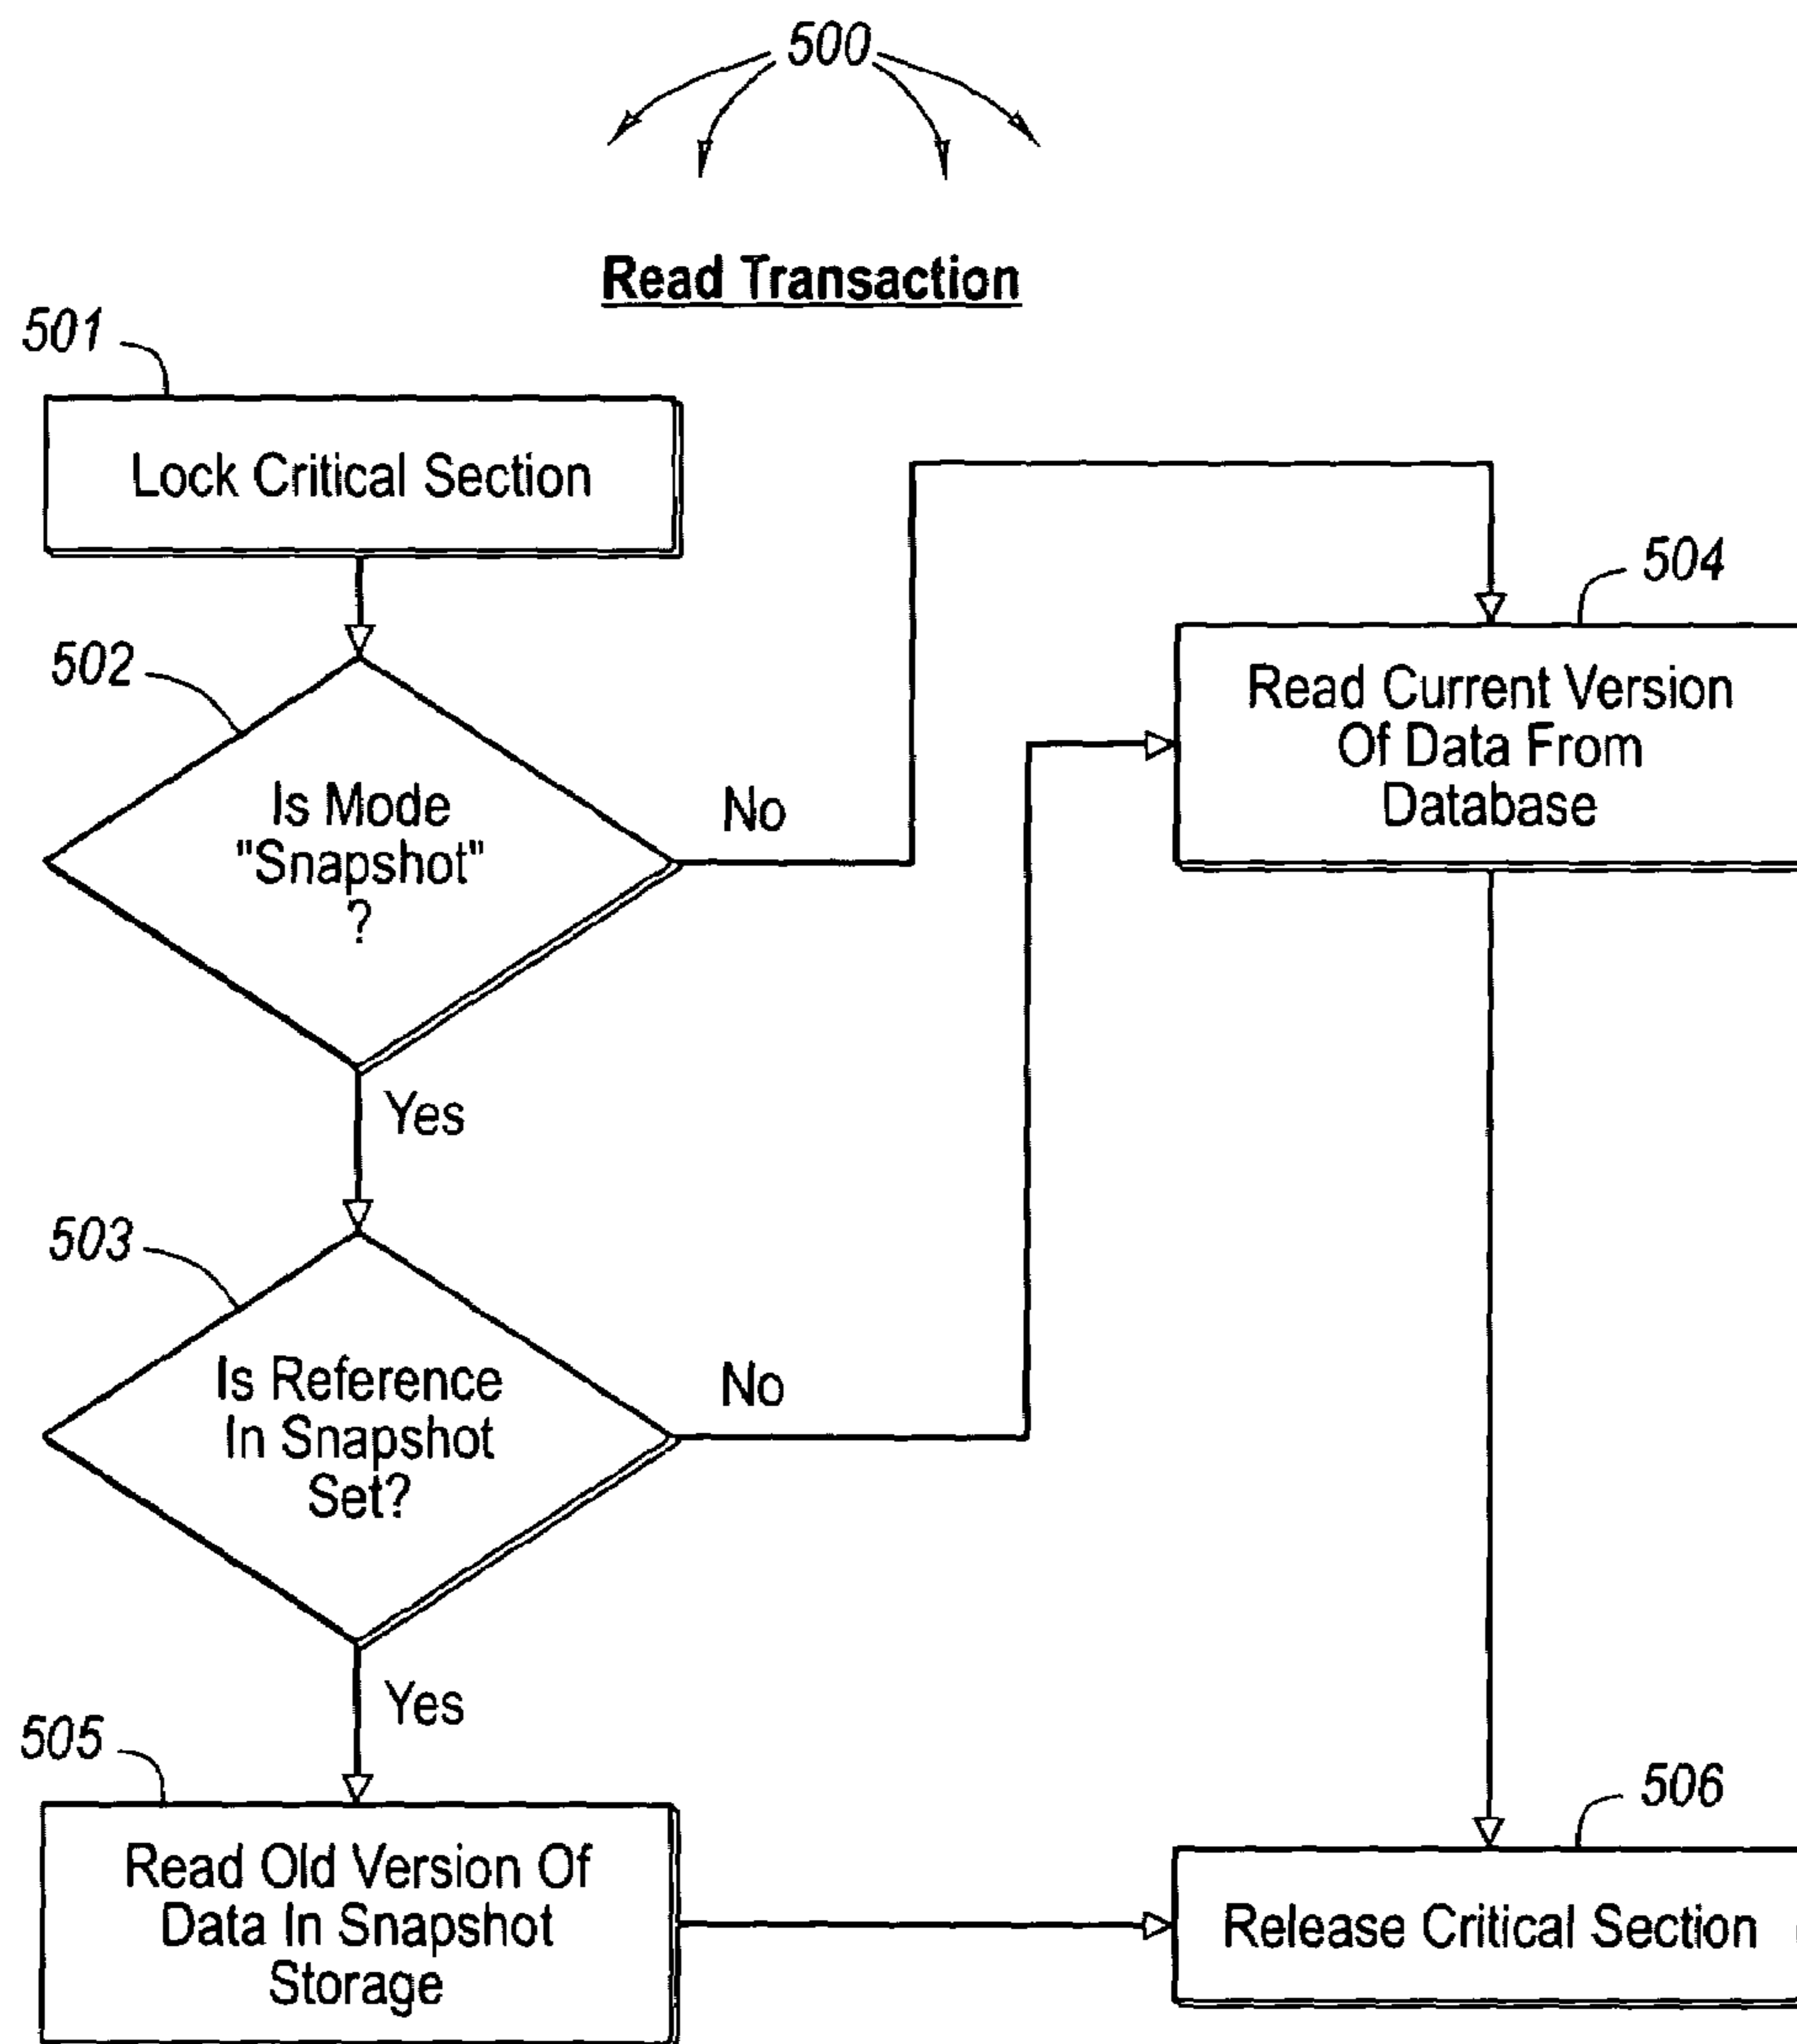 500
Read Transaction
501
Lock Critical Section
502
Is Mode
"Snapshot"
?
No
Yes
504
Read Current Version
Of Data From
Database
503
Is Reference
In Snapshot
Set?
No
Yes
505
Read Old Version Of
Data In Snapshot
Storage
506
Release Critical Section